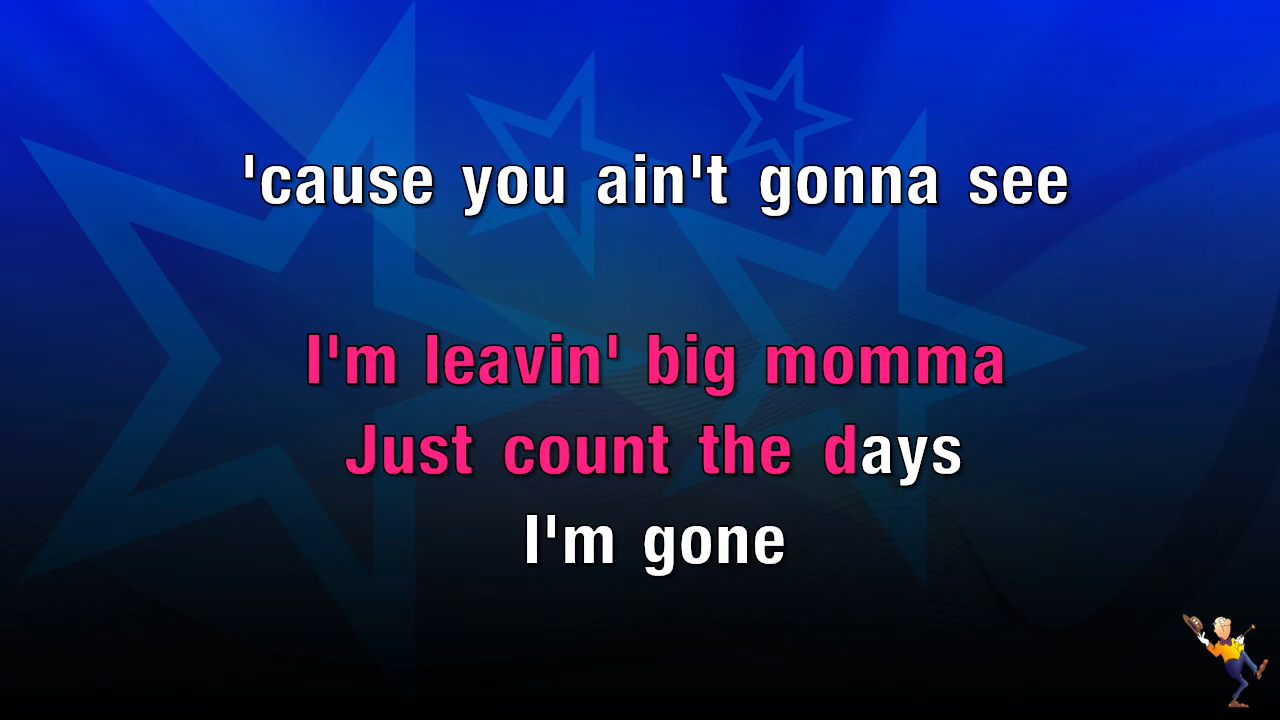 'cause you ain't gonna see
I'm leavin' big momma
Just count the days
I'm gone